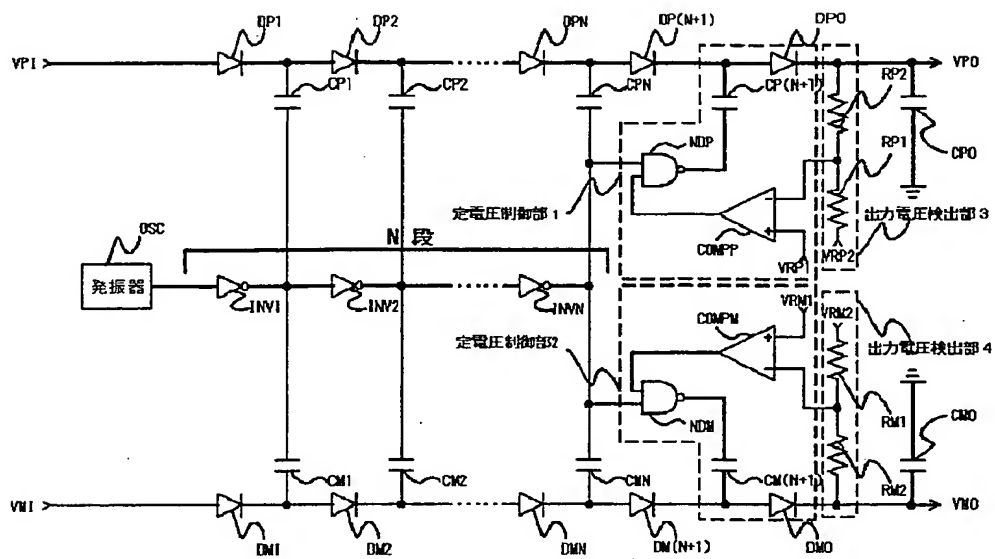 DP1
DP2
DPN
DP(N+1)
DPO
VPI
VPO
CP1
CP2
CPN
CP(N+1)
RP2
NDP
RP1
CPO
定電圧制御部1
出力電圧検出部3
OSC
N段
COMPP
VRP1
VRP2
発振器
INV1
INV2
INVN
VRM1
COMPM
VRM2
定電圧制御部2
出力電圧検出部4
NDM
RM1
CMO
CM1
CM2
CMN
CM(N+1)
RM2
VMI
VMO
DM1
DM2
DMN
DM(N+1)
DMO